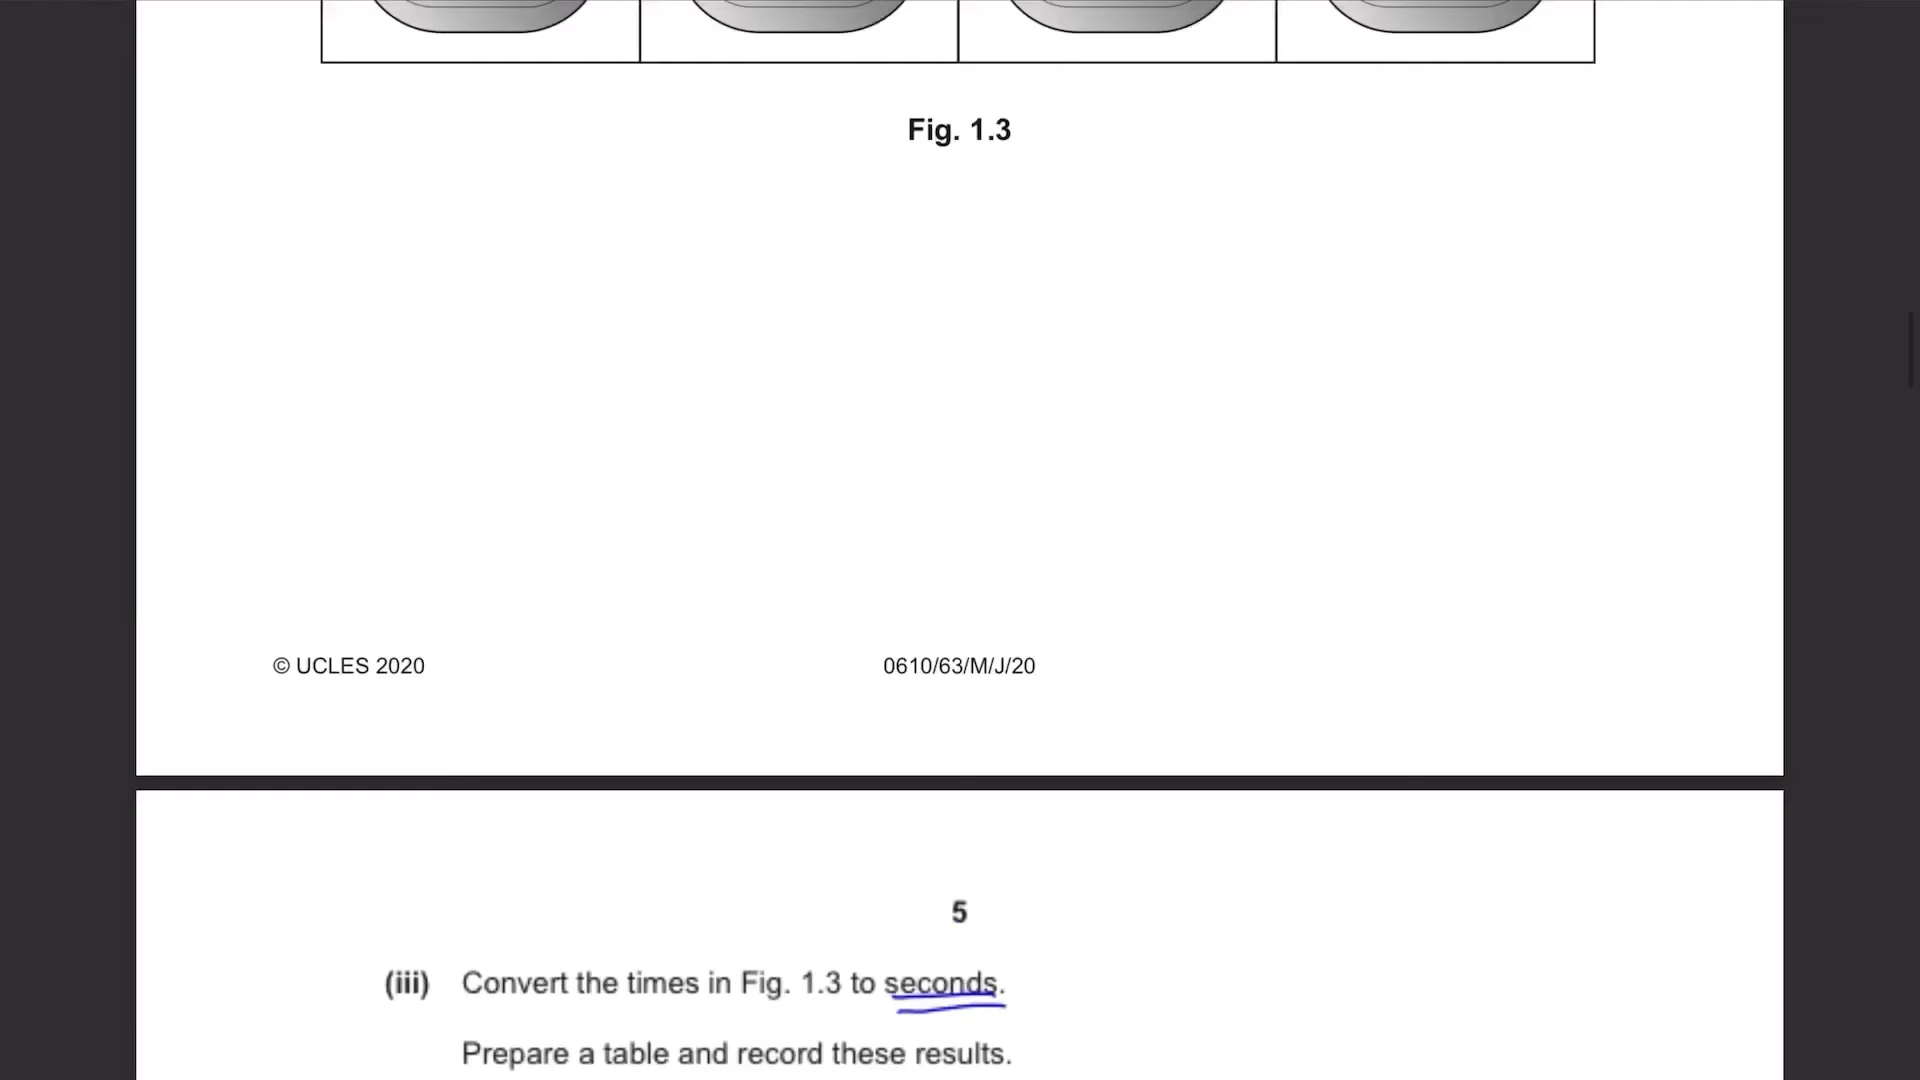 Fig. 1.3
© UCLES 2020
0610/63/M/J/20
5
(iii) Convert the times in Fig. 1.3 to seconds.
Prepare a table and record these results.